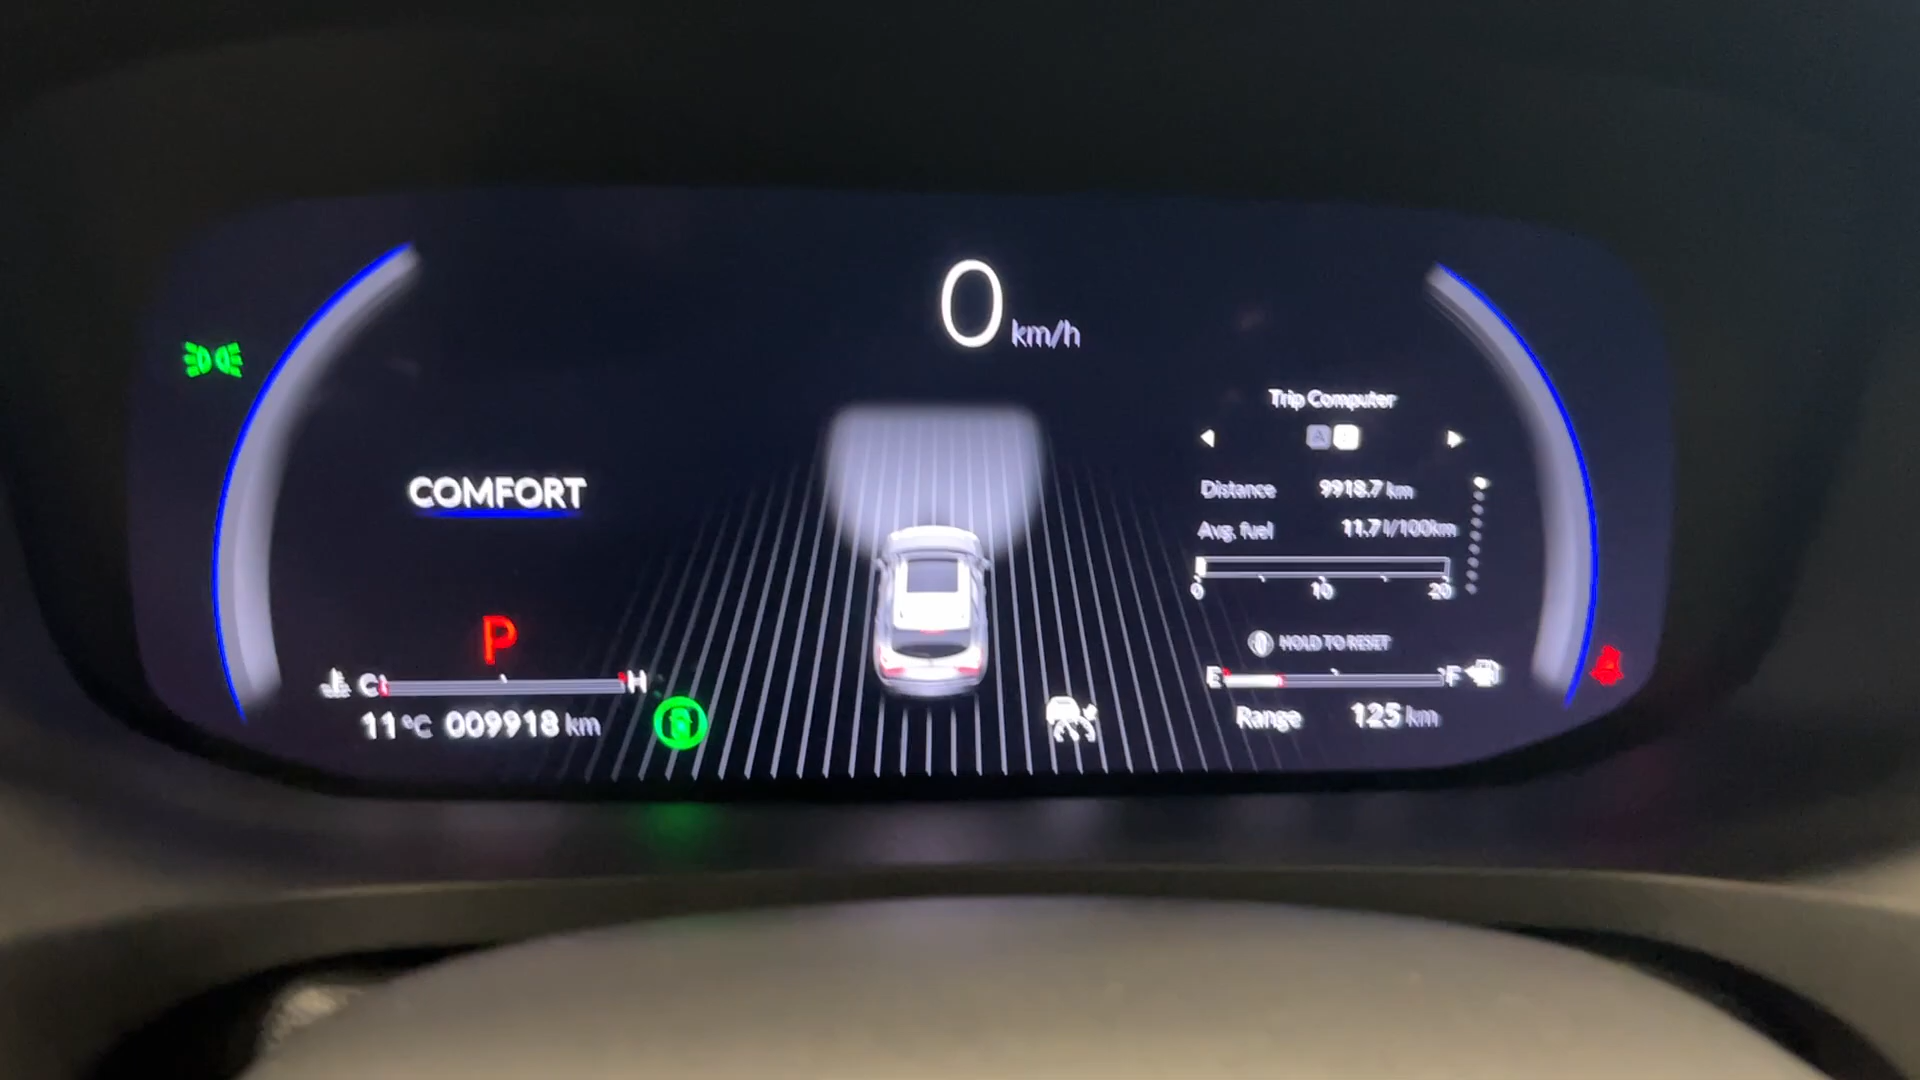 0 km/h
Trip Computer
A
Distance 9918.7 km
COMFORT
Avg. fuel 11.7 l/100km
0 10 20
P
HOLD TO RESET
C H
E F
11°C 009918 km
Range 125 km